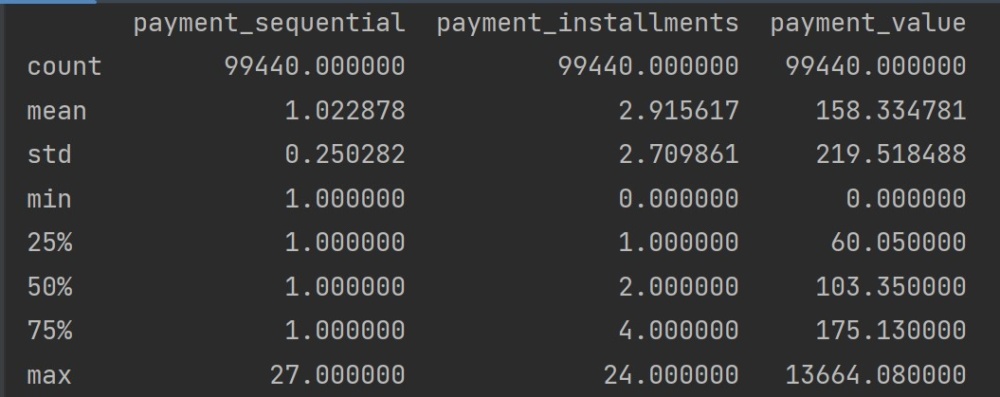 payment_sequential payment_installments payment_value
count 99440.000000 99440.000000 99440.000000
mean 1.022878 2.915617 158.334781
std 0.250282 2.709861 219.518488
min 1.000000 0.000000 0.000000
25% 1.000000 1.000000 60.050000
50% 1.000000 2.000000 103.350000
75% 1.000000 4.000000 175.130000
max 27.000000 24.000000 13664.080000